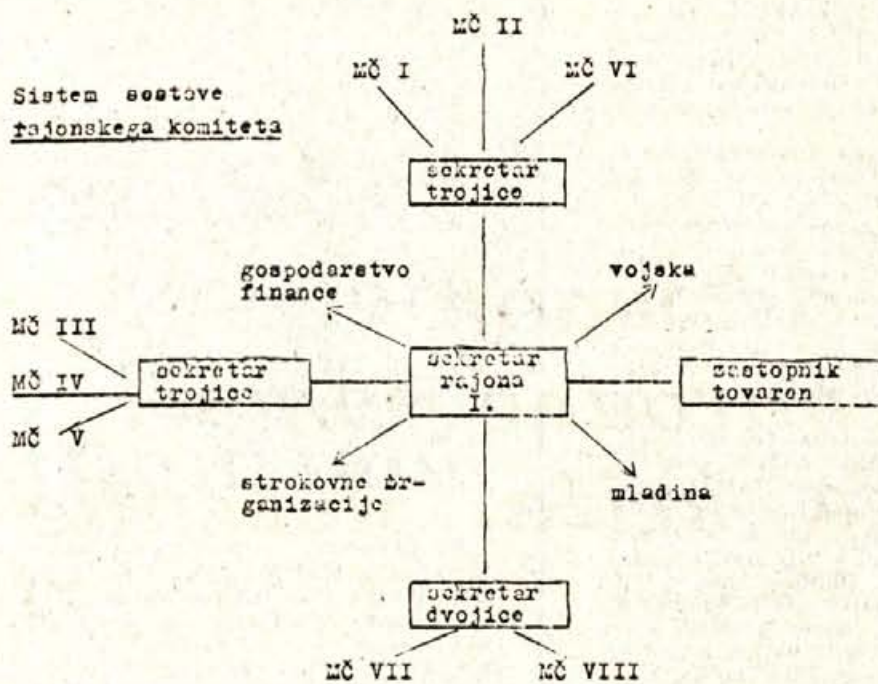 MČ II
MČ I
MČ VI
Sistem sostove
rajonskega komiteta
sekretar
trojice
gospodarstvo
finance
vojska
MČ III
MČ IV
MČ V
sekretar
trojice
sekretar
rajona
I.
zastopnik
tovaren
strokovne or-
ganizacije
mladina
sekretar
dvojice
MČ VII
MČ VIII